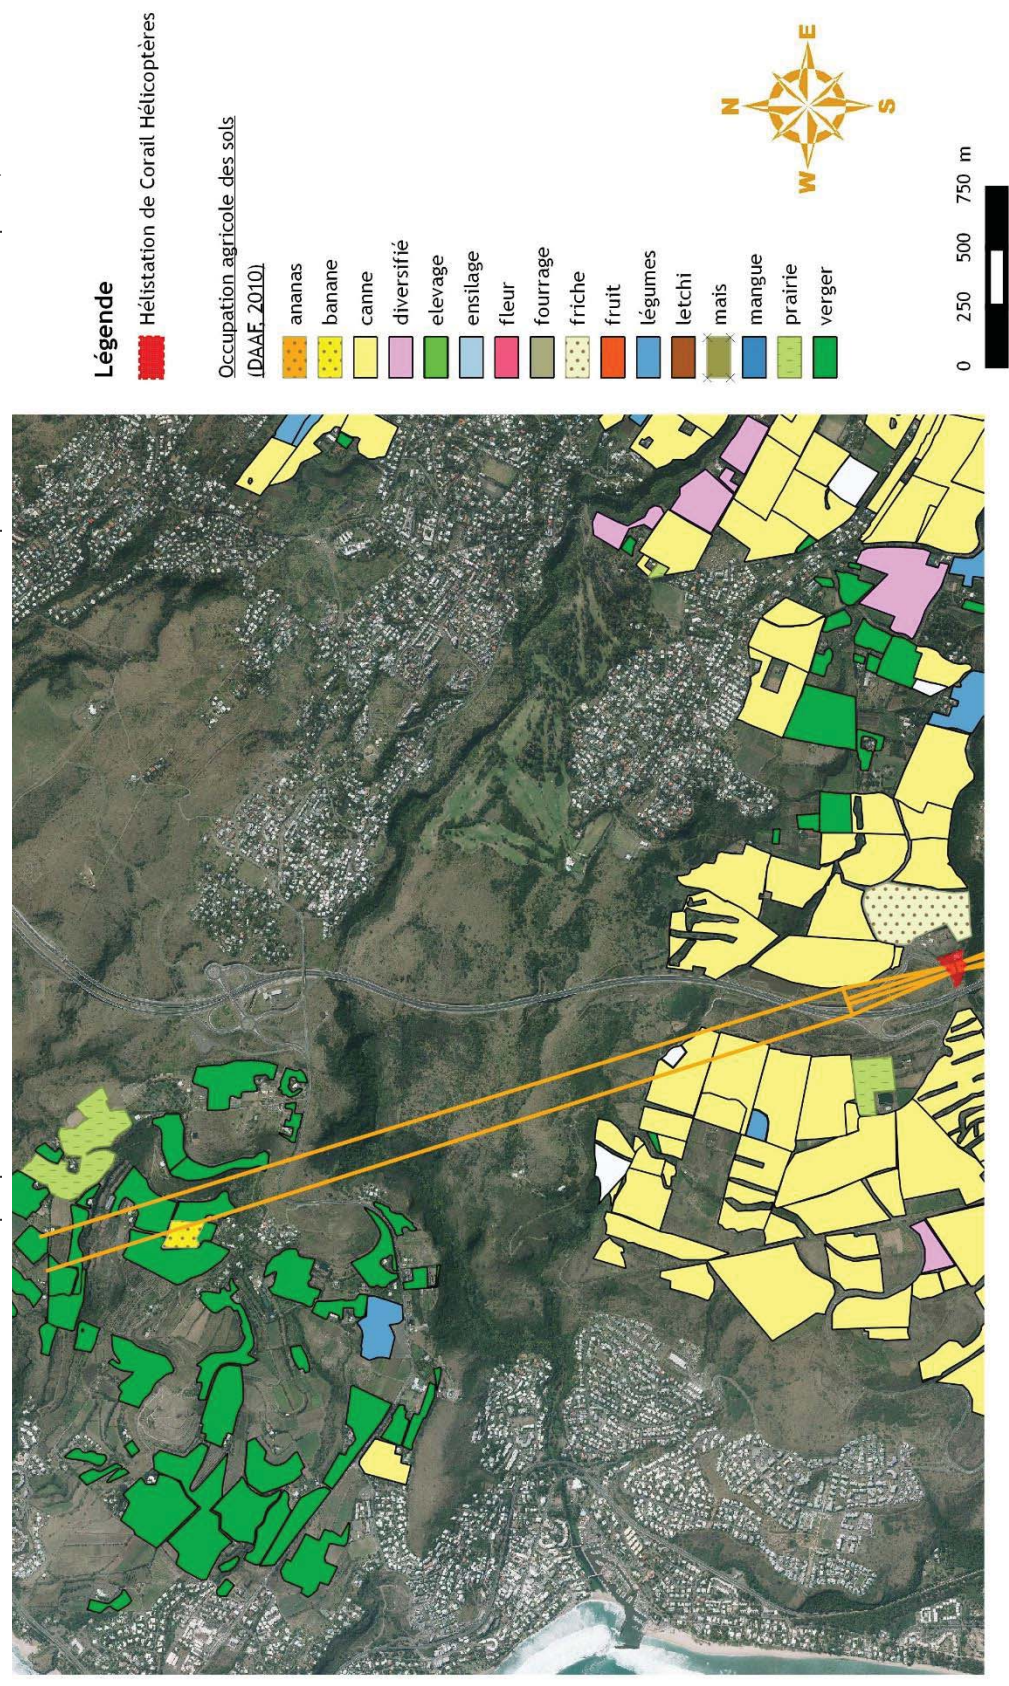 Légende
Hélistation de Corail Hélicoptères
Occupation agricole des sols
(DAAF, 2010)
ananas
banane
canne
diversifié
elevage
ensilage
fleur
fourrage
friche
fruit
légumes
letchi
mais
mangue
prairie
verger
N
E
S
W
0 250 500 750 m